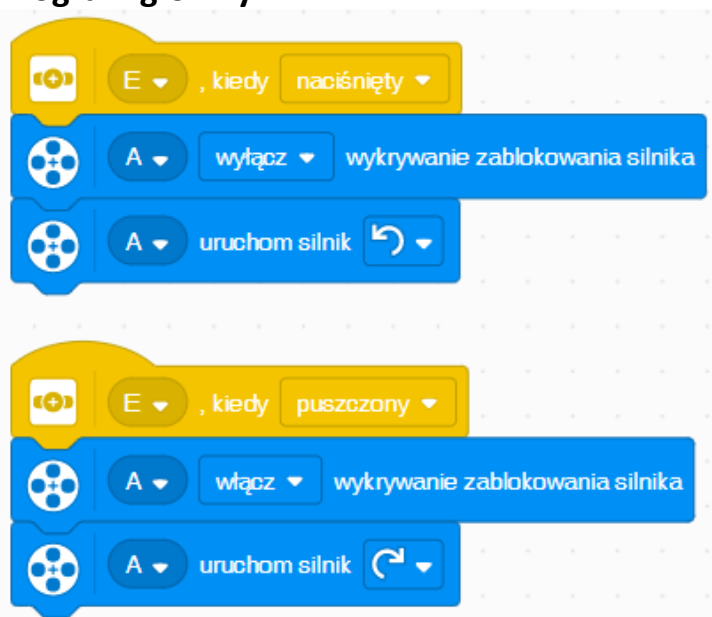 E , kiedy naciśnięty
A wyłącz wykrywanie zablokowania silnika
A uruchom silnik
E , kiedy puszczony
A włącz wykrywanie zablokowania silnika
A uruchom silnik